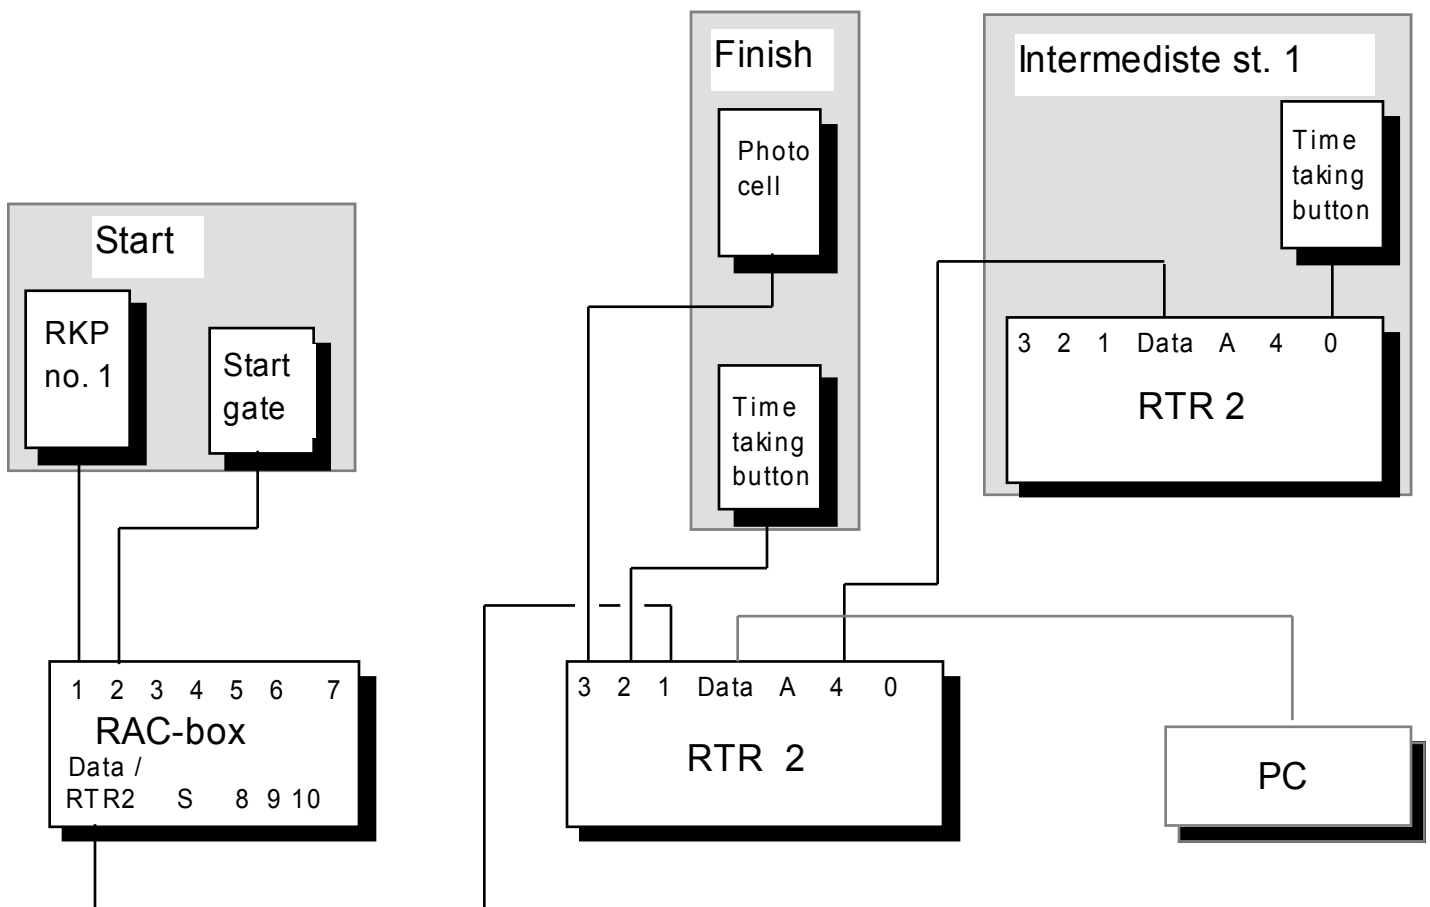 Finish
Photo
cell
Time
taking
button
Intermediste st. 1
Time
taking
button
3 2 1 Data A 4 0
RTR 2
Start
RKP
no. 1
Start
gate
1 2 3 4 5 6 7
RAC-box
Data /
RTR2 S 8 9 10
3 2 1 Data A 4 0
RTR 2
PC